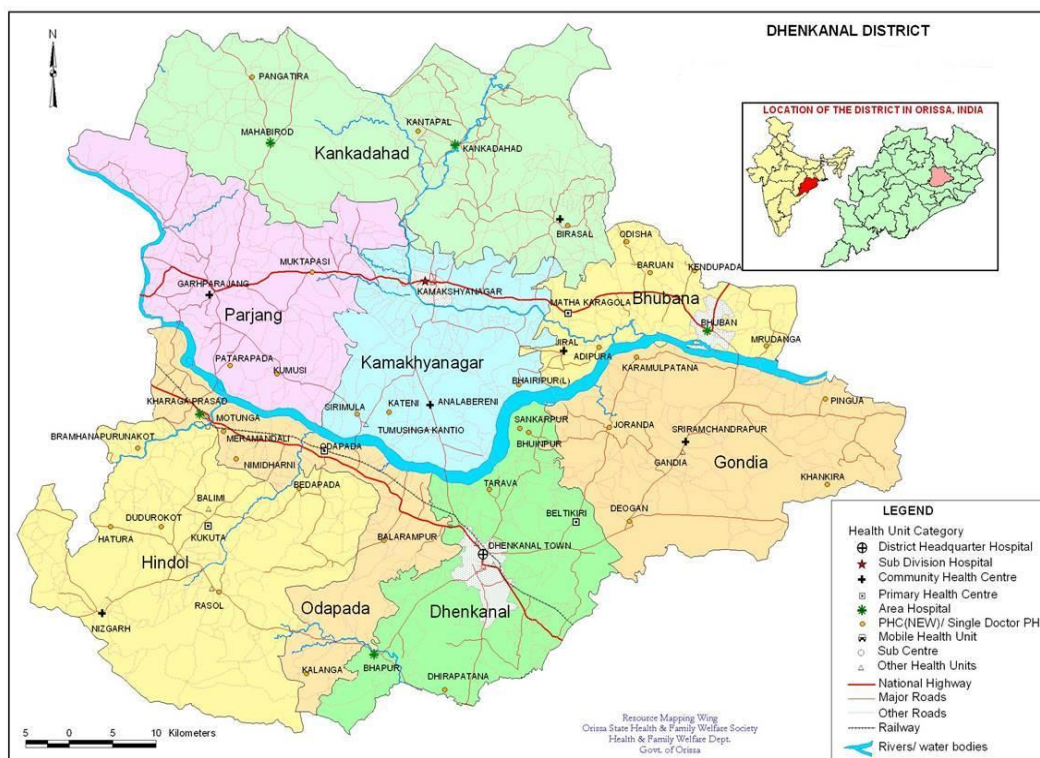 DHENKANAL DISTRICT
N
LOCATION OF THE DISTRICT IN ORISSA, INDIA
PANGATIRA
KANTAPAL
MAHABIROD
KANKADAHAD
Kankadahad
BIRASAL
ODISHA
MUKTAPASI
BARUAN
KENDUPADA
GARHPARAJANG
KAMAKSHYANAGAR
MATHA KARAGOLA
Bhubana
Parjang
BHUBAN
JIRAL
ADIPURA
MRUDANGA
Kamakhyanagar
PATARAPADA
KUMUSI
KARAMULPATANA
BHAIRIPUR(L)
KHARAGA PRASAD
SIRIMULA
KATENI
ANALABERENI
PINGUA
MOTUNGA
TUMUSINGA KANTIO
SANKARPUR
JORANDA
SRIRAMCHANDRAPUR
BRAMHANAPURUNAKOT
MERAMANDALI
ODAPADA
BHUINPUR
NIMIDHARNI
GANDIA
Gondia
BEDAPADA
TARAVA
KHANKIRA
BALIMI
DUDUROKOT
BELTIKIRI
DEOGAN
HATURA
KUKUTA
BALARAMPUR
DHENKANAL TOWN
Hindol
RASOL
Odapada
Dhenkanal
NIZGARH
KALANGA
BHAPUR
DHIRAPATANA
LEGEND
Health Unit Category
District Headquarter Hospital
Sub Division Hospital
Community Health Centre
Primary Health Centre
Area Hospital
PHC(NEW)/ Single Doctor PH
Mobile Health Unit
Sub Centre
Other Health Units
National Highway
Major Roads
Other Roads
Railway
Rivers/ water bodies
5 0 5 10 Kilometers
Resource Mapping Wing
Orissa State Health & Family Welfare Society
Health & Family Welfare Dept.
Govt. of Orissa